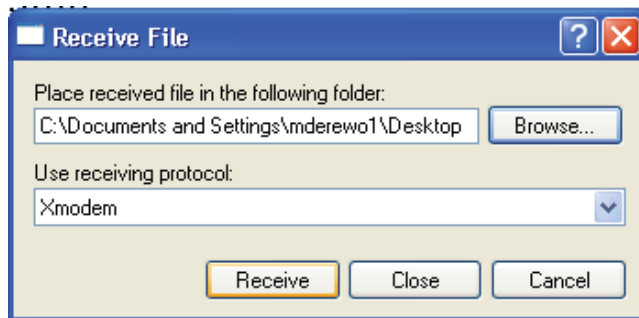 Receive File
Place received file in the following folder:
C:\Documents and Settings\mderewo1\Desktop Browse...
Use receiving protocol:
Xmodem
Receive Close Cancel